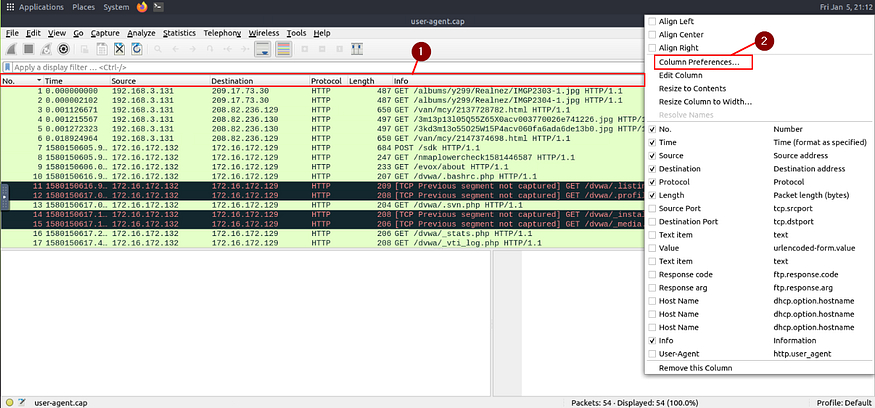 Applications Places System Fri Jan 5, 21:12
user-agent.cap
File Edit View Go Capture Analyze Statistics Telephony Wireless Tools Help
1
2
Apply a display filter ... <Ctrl-/>
No. Time Source Destination Protocol Length Info
1 0.000000000 192.168.3.131 209.17.73.30 HTTP 487 GET /albums/y299/Realnez/IMGP2303-1.jpg HTTP/1.1
2 0.000002102 192.168.3.131 209.17.73.30 HTTP 487 GET /albums/y299/Realnez/IMGP2304-1.jpg HTTP/1.1
3 0.001126671 192.168.3.131 208.82.236.129 HTTP 630 GET /van/mcy/2137728782.html HTTP/1.1
4 0.001215567 192.168.3.131 208.82.236.130 HTTP 497 GET /3m13p13l05Q55Z65X0acv003770026e741226.jpg HTTP/1.1
5 0.001272323 192.168.3.131 208.82.236.130 HTTP 497 GET /3kd3m13o55O25W15P4acv060fa6ada6de13b0.jpg HTTP/1.1
6 0.018924964 192.168.3.131 208.82.236.129 HTTP 630 GET /van/mcy/2147374698.html HTTP/1.1
7 1580150605.9… 172.16.172.132 172.16.172.129 HTTP 684 POST /sdk HTTP/1.1
8 1580150605.9… 172.16.172.132 172.16.172.129 HTTP 247 GET /nmaplowercheck1581446587 HTTP/1.1
9 1580150606.0… 172.16.172.132 172.16.172.129 HTTP 233 GET /evox/about HTTP/1.1
10 1580150616.9… 172.16.172.132 172.16.172.129 HTTP 207 GET /dvwa/.bashrc.php HTTP/1.1
11 1580150616.9… 172.16.172.132 172.16.172.129 HTTP 209 [TCP Previous segment not captured] GET /dvwa/.listin
12 1580150617.0… 172.16.172.132 172.16.172.129 HTTP 208 [TCP Previous segment not captured] GET /dvwa/.profil
13 1580150617.0… 172.16.172.132 172.16.172.129 HTTP 204 GET /dvwa/.svn.php HTTP/1.1
14 1580150617.1… 172.16.172.132 172.16.172.129 HTTP 208 [TCP Previous segment not captured] GET /dvwa/_insta
15 1580150617.1… 172.16.172.132 172.16.172.129 HTTP 206 [TCP Previous segment not captured] GET /dvwa/_media
16 1580150617.2… 172.16.172.132 172.16.172.129 HTTP 206 GET /dvwa/_stats.php HTTP/1.1
17 1580150617.4… 172.16.172.132 172.16.172.129 HTTP 208 GET /dvwa/_vti_log.php HTTP/1.1
Align Left
Align Center
Align Right
Column Preferences…
Edit Column
Resize to Contents
Resize Column to Width…
Resolve Names
No. Number
Time Time (format as specified)
Source Source address
Destination Destination address
Protocol Protocol
Length Packet length (bytes)
Source Port tcp.srcport
Destination Port tcp.dstport
Text item text
Value urlencoded-form.value
Text item text
Response code ftp.response.code
Response arg ftp.response.arg
Host Name dhcp.option.hostname
Host Name dhcp.option.hostname
Host Name dhcp.option.hostname
Info Information
User-Agent http.user_agent
Remove this Column
user-agent.cap Packets: 54 · Displayed: 54 (100.0%) Profile: Default